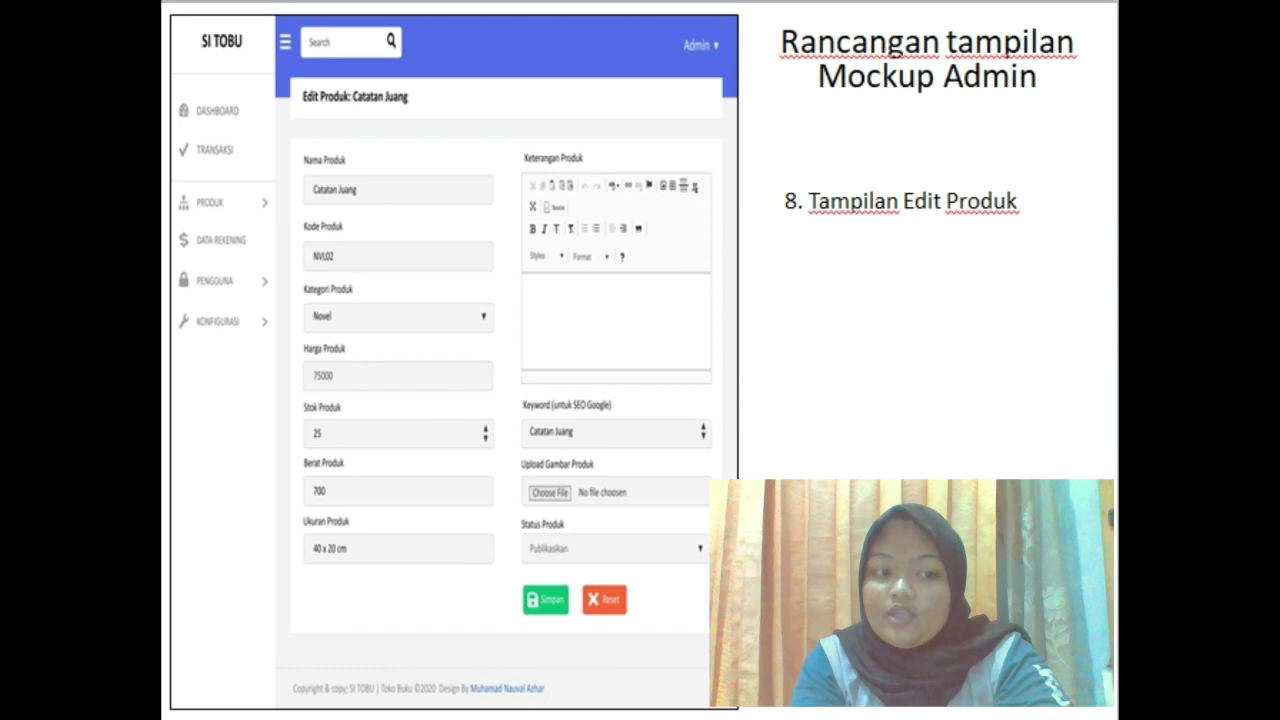 SI TOBU
Search
Admin
Rancangan tampilan
Mockup Admin
Edit Produk: Catatan Juang
DASHBOARD
TRANSAKSI
PRODUK
DATA REKENING
PENGGUNA
KONFIGURASI
Nama Produk
Catatan Juang
Kode Produk
NVL02
Kategori Produk
Novel
Harga Produk
75000
Stok Produk
25
Berat Produk
700
Ukuran Produk
40 x 20 cm
Keterangan Produk
B I T
Styles Format ?
Keyword (untuk SEO Google)
Catatan Juang
Upload Gambar Produk
Choose File No file choosen
Status Produk
Publikasikan
Simpan Reset
8. Tampilan Edit Produk
Copyright & copy; SI TOBU | Toko Buku ©2020 Design By Muhamad Nauval Azhar